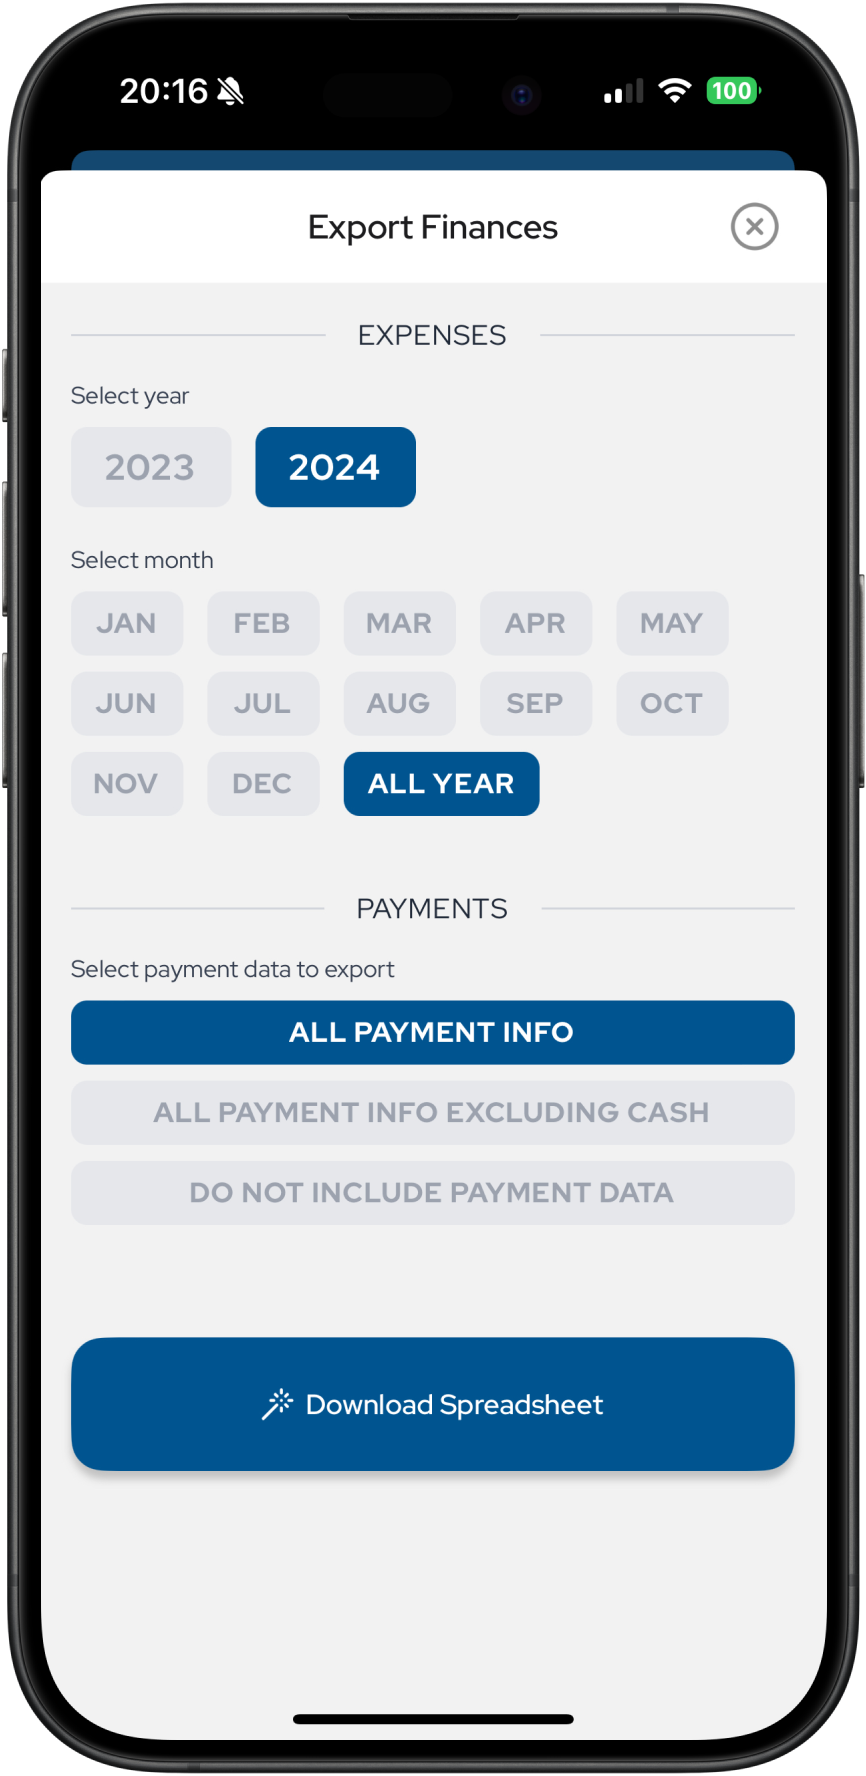 20:16
100
Export Finances
EXPENSES
Select year
2023 2024
Select month
JAN FEB MAR APR MAY
JUN JUL AUG SEP OCT
NOV DEC ALL YEAR
PAYMENTS
Select payment data to export
ALL PAYMENT INFO
ALL PAYMENT INFO EXCLUDING CASH
DO NOT INCLUDE PAYMENT DATA
Download Spreadsheet